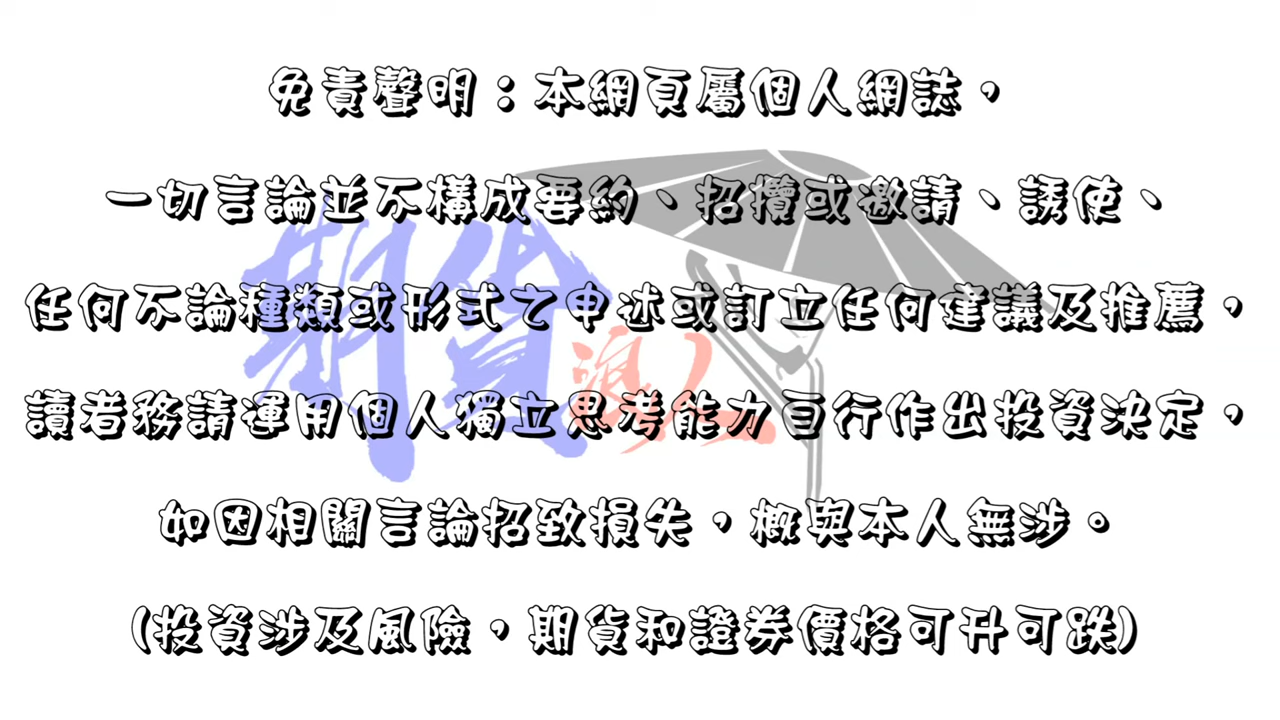 免責聲明：本網頁屬個人網誌，
一切言論並不構成要約、招攬或邀請、誘使、
任何不論種類或形式之申述或訂立任何建議及推薦，
讀者務請運用個人獨立思考能力自行作出投資決定，
如因相關言論招致損失，概與本人無涉。
(投資涉及風險，期貨和證券價格可升可跌)
期貨浪人